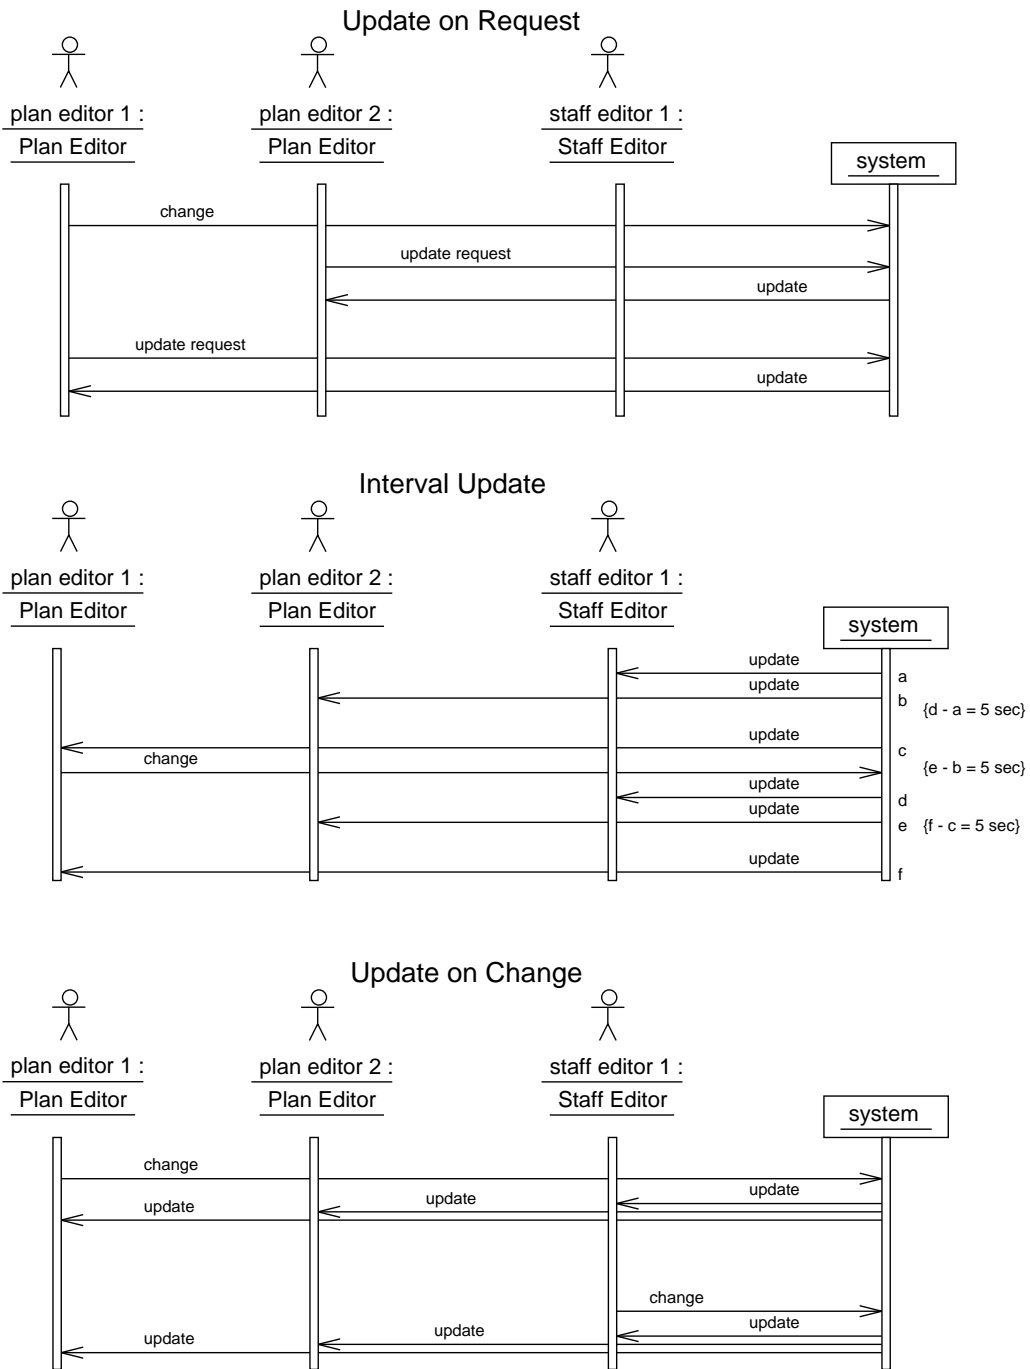 Update on Request
plan editor 1 :
Plan Editor
plan editor 2 :
Plan Editor
staff editor 1 :
Staff Editor
system
change
update request
update
update request
update
Interval Update
plan editor 1 :
Plan Editor
plan editor 2 :
Plan Editor
staff editor 1 :
Staff Editor
system
update
a
update
b
{d - a = 5 sec}
update
c
change
{e - b = 5 sec}
update
d
update
e
{f - c = 5 sec}
update
f
Update on Change
plan editor 1 :
Plan Editor
plan editor 2 :
Plan Editor
staff editor 1 :
Staff Editor
system
change
update
update
update
change
update
update
update